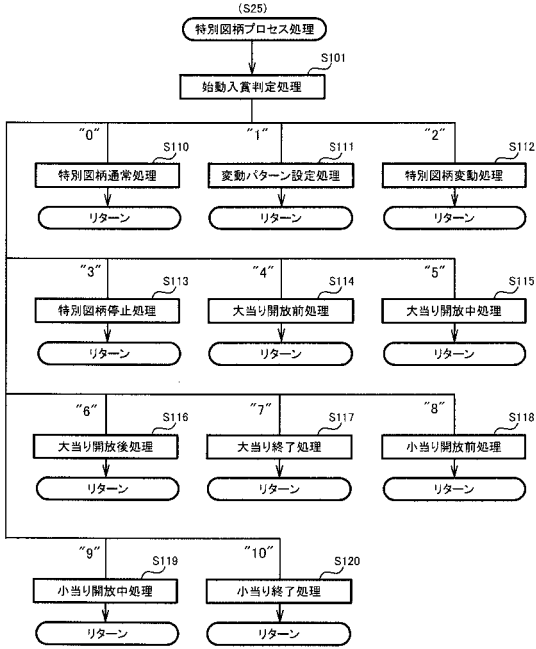 (S25)
特別図柄プロセス処理
S101
始動入賞判定処理
"0" "1" "2"
S110 S111 S112
特別図柄通常処理 変動パターン設定処理 特別図柄変動処理
リターン リターン リターン
"3" "4" "5"
S113 S114 S115
特別図柄停止処理 大当り開放前処理 大当り開放中処理
リターン リターン リターン
"6" "7" "8"
S116 S117 S118
大当り開放後処理 大当り終了処理 小当り開放前処理
リターン リターン リターン
"9" "10"
S119 S120
小当り開放中処理 小当り終了処理
リターン リターン